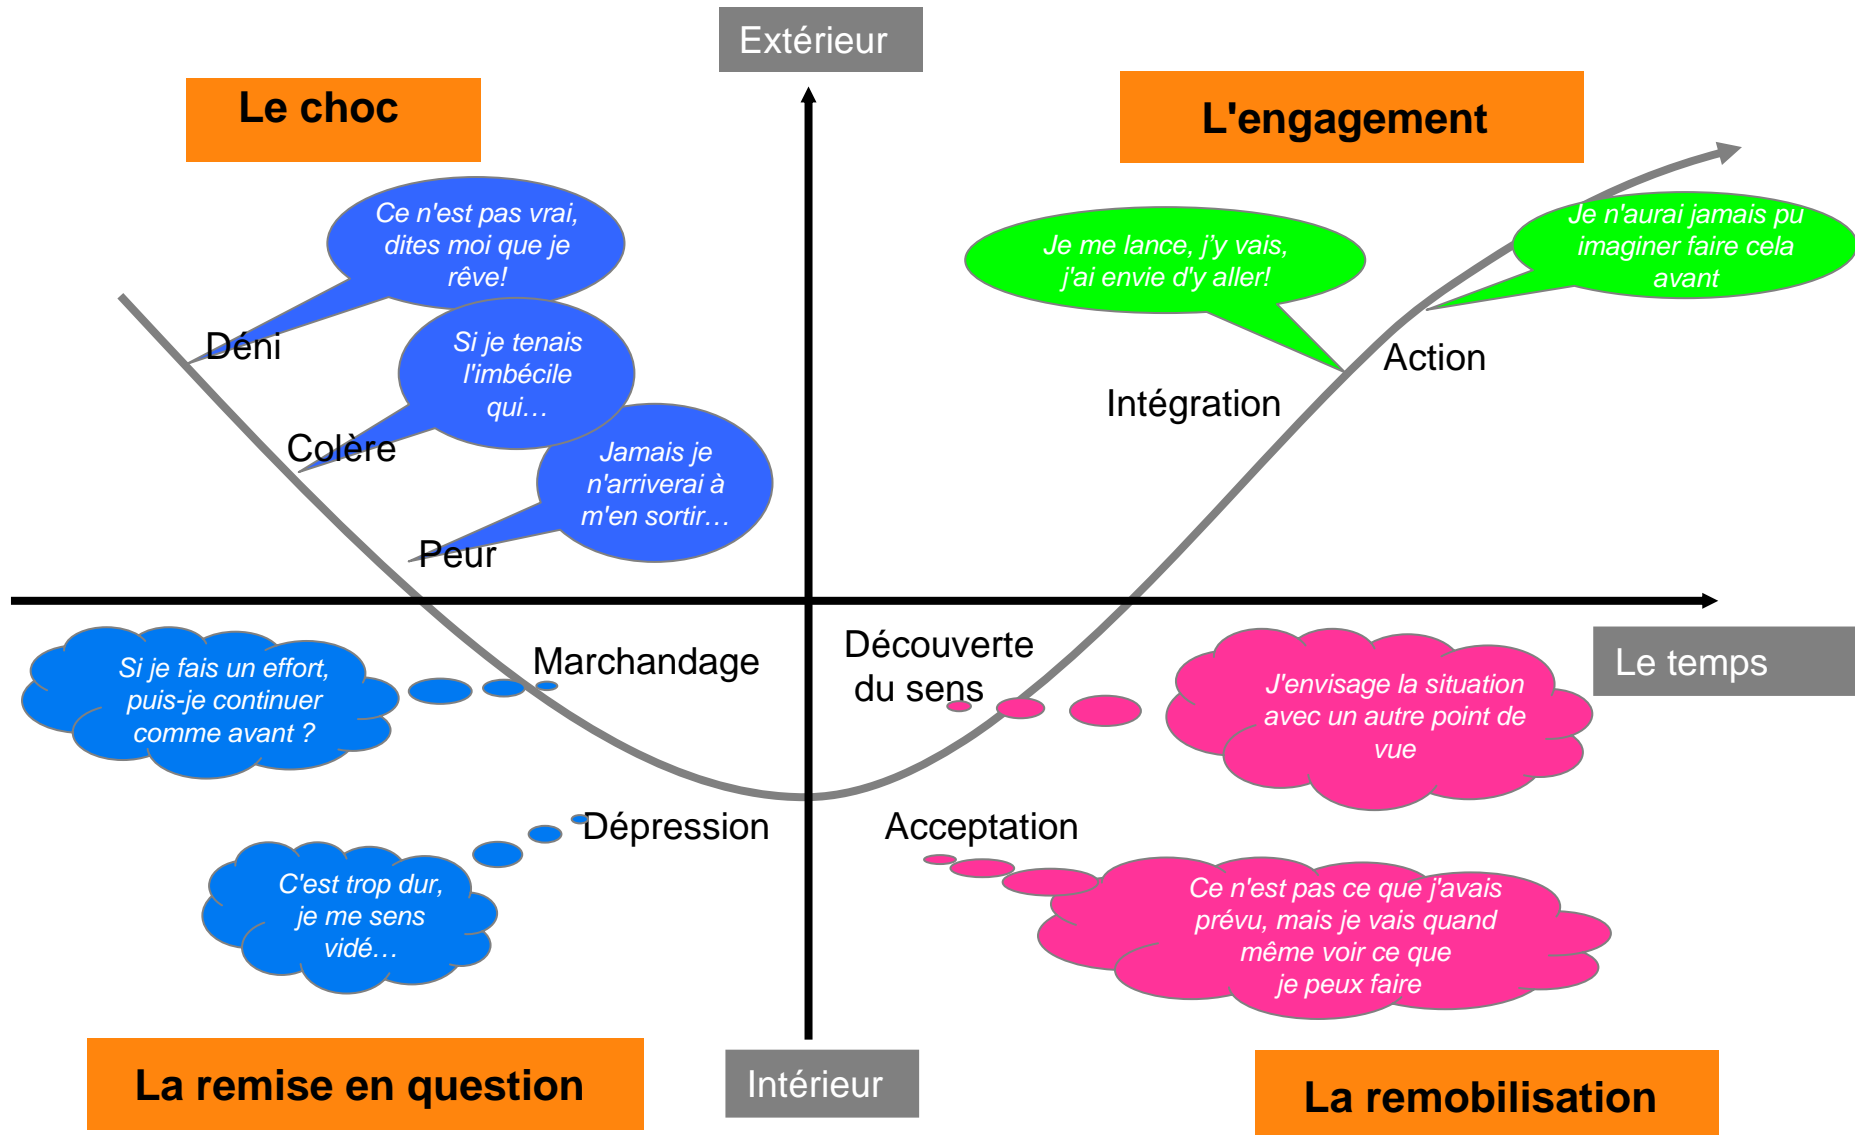 Extérieur
Le choc
L'engagement
Ce n'est pas vrai,
dites moi que je
rêve!
Je me lance, j'y vais,
j'ai envie d'y aller!
Je n'aurai jamais pu
imaginer faire cela
avant
Déni
Si je tenais
l'imbécile
qui…
Action
Intégration
Colère
Jamais je
n'arriverai à
m'en sortir…
Peur
Si je fais un effort,
puis-je continuer
comme avant ?
Marchandage
Découverte
du sens
J'envisage la situation
avec un autre point de
vue
Le temps
Dépression
Acceptation
C'est trop dur,
je me sens
vidé…
Ce n'est pas ce que j'avais
prévu, mais je vais quand
même voir ce que
je peux faire
La remise en question
Intérieur
La remobilisation